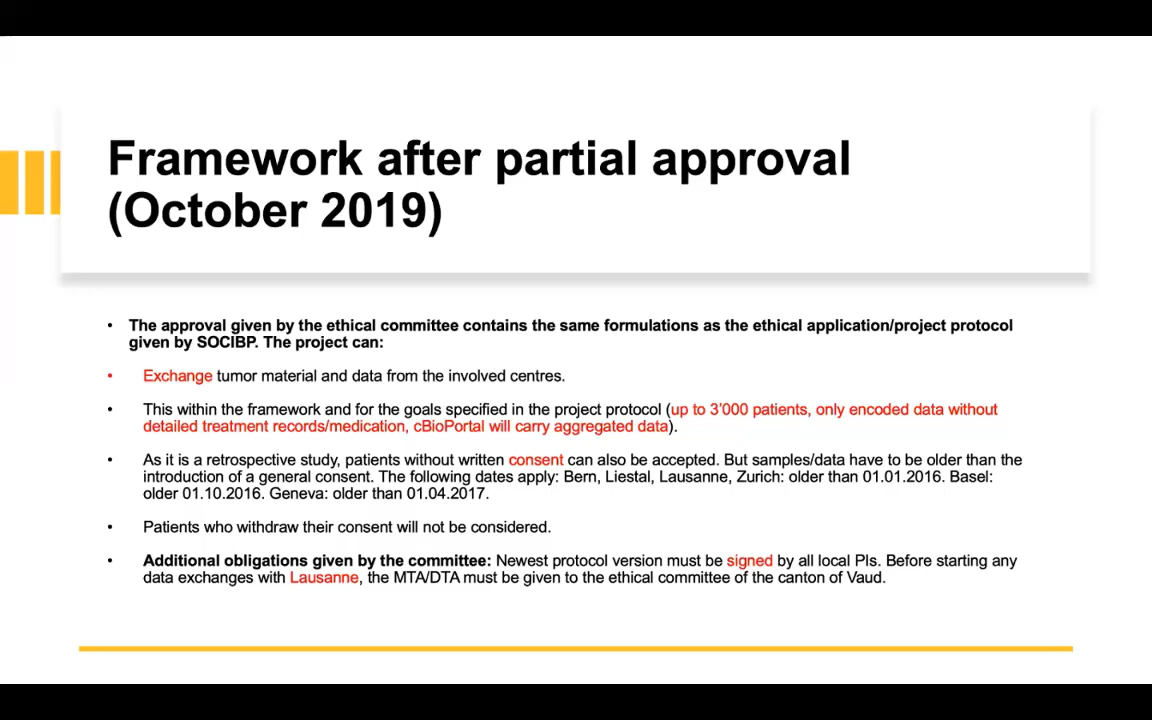 Framework after partial approval
(October 2019)
• The approval given by the ethical committee contains the same formulations as the ethical application/project protocol
given by SOCIBP. The project can:
• Exchange tumor material and data from the involved centres.
• This within the framework and for the goals specified in the project protocol (up to 3’000 patients, only encoded data without
detailed treatment records/medication, cBioPortal will carry aggregated data).
• As it is a retrospective study, patients without written consent can also be accepted. But samples/data have to be older than the
introduction of a general consent. The following dates apply: Bern, Liestal, Lausanne, Zurich: older than 01.01.2016. Basel:
older 01.10.2016. Geneva: older than 01.04.2017.
• Patients who withdraw their consent will not be considered.
• Additional obligations given by the committee: Newest protocol version must be signed by all local PIs. Before starting any
data exchanges with Lausanne, the MTA/DTA must be given to the ethical committee of the canton of Vaud.